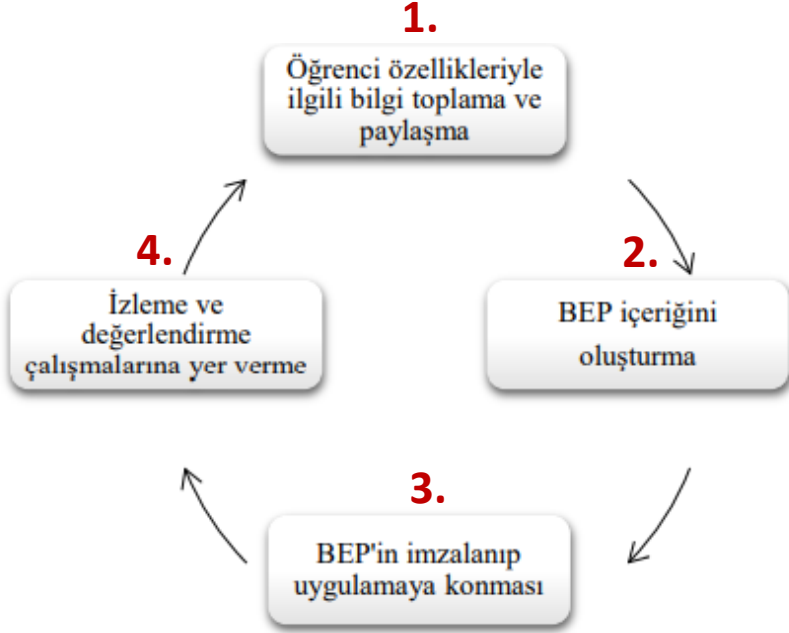 1.
Öğrenci özellikleriyle
ilgili bilgi toplama ve
paylaşma
2.
BEP içeriğini
oluşturma
3.
BEP'in imzalanıp
uygulamaya konması
4.
İzleme ve
değerlendirme
çalışmalarına yer verme